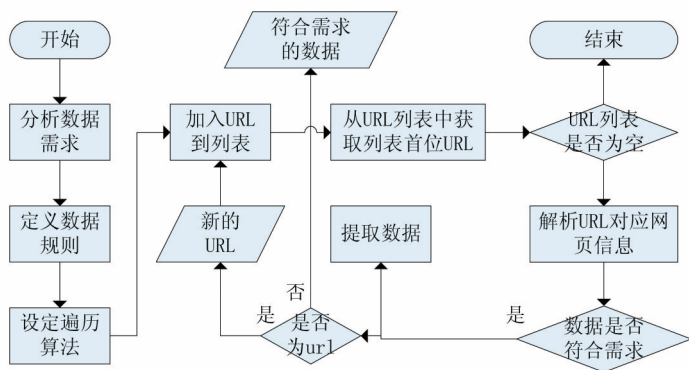 开始
符合需求
的数据
结束
分析数据
需求
加入URL
到列表
从URL列表中获
取列表首位URL
URL列表
是否为空
定义数据
规则
新的
URL
提取数据
解析URL对应网
页信息
设定遍历
算法
是
否
是否
为url
是
数据是否
符合需求